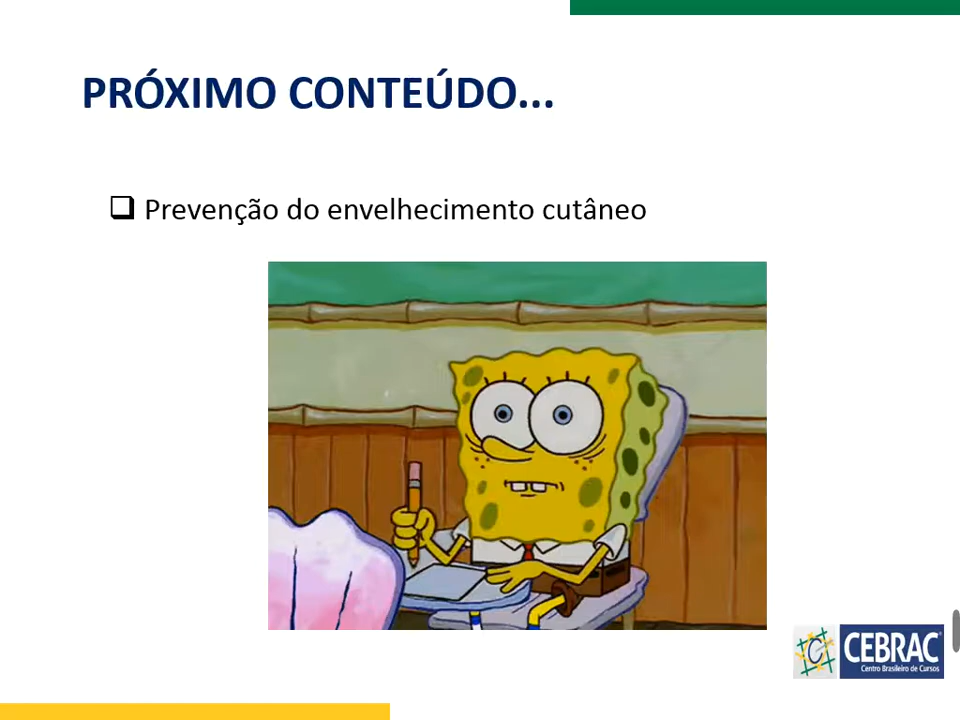 PRÓXIMO CONTEÚDO...
Prevenção do envelhecimento cutâneo
CEBRAC
Centro Brasileiro de Cursos